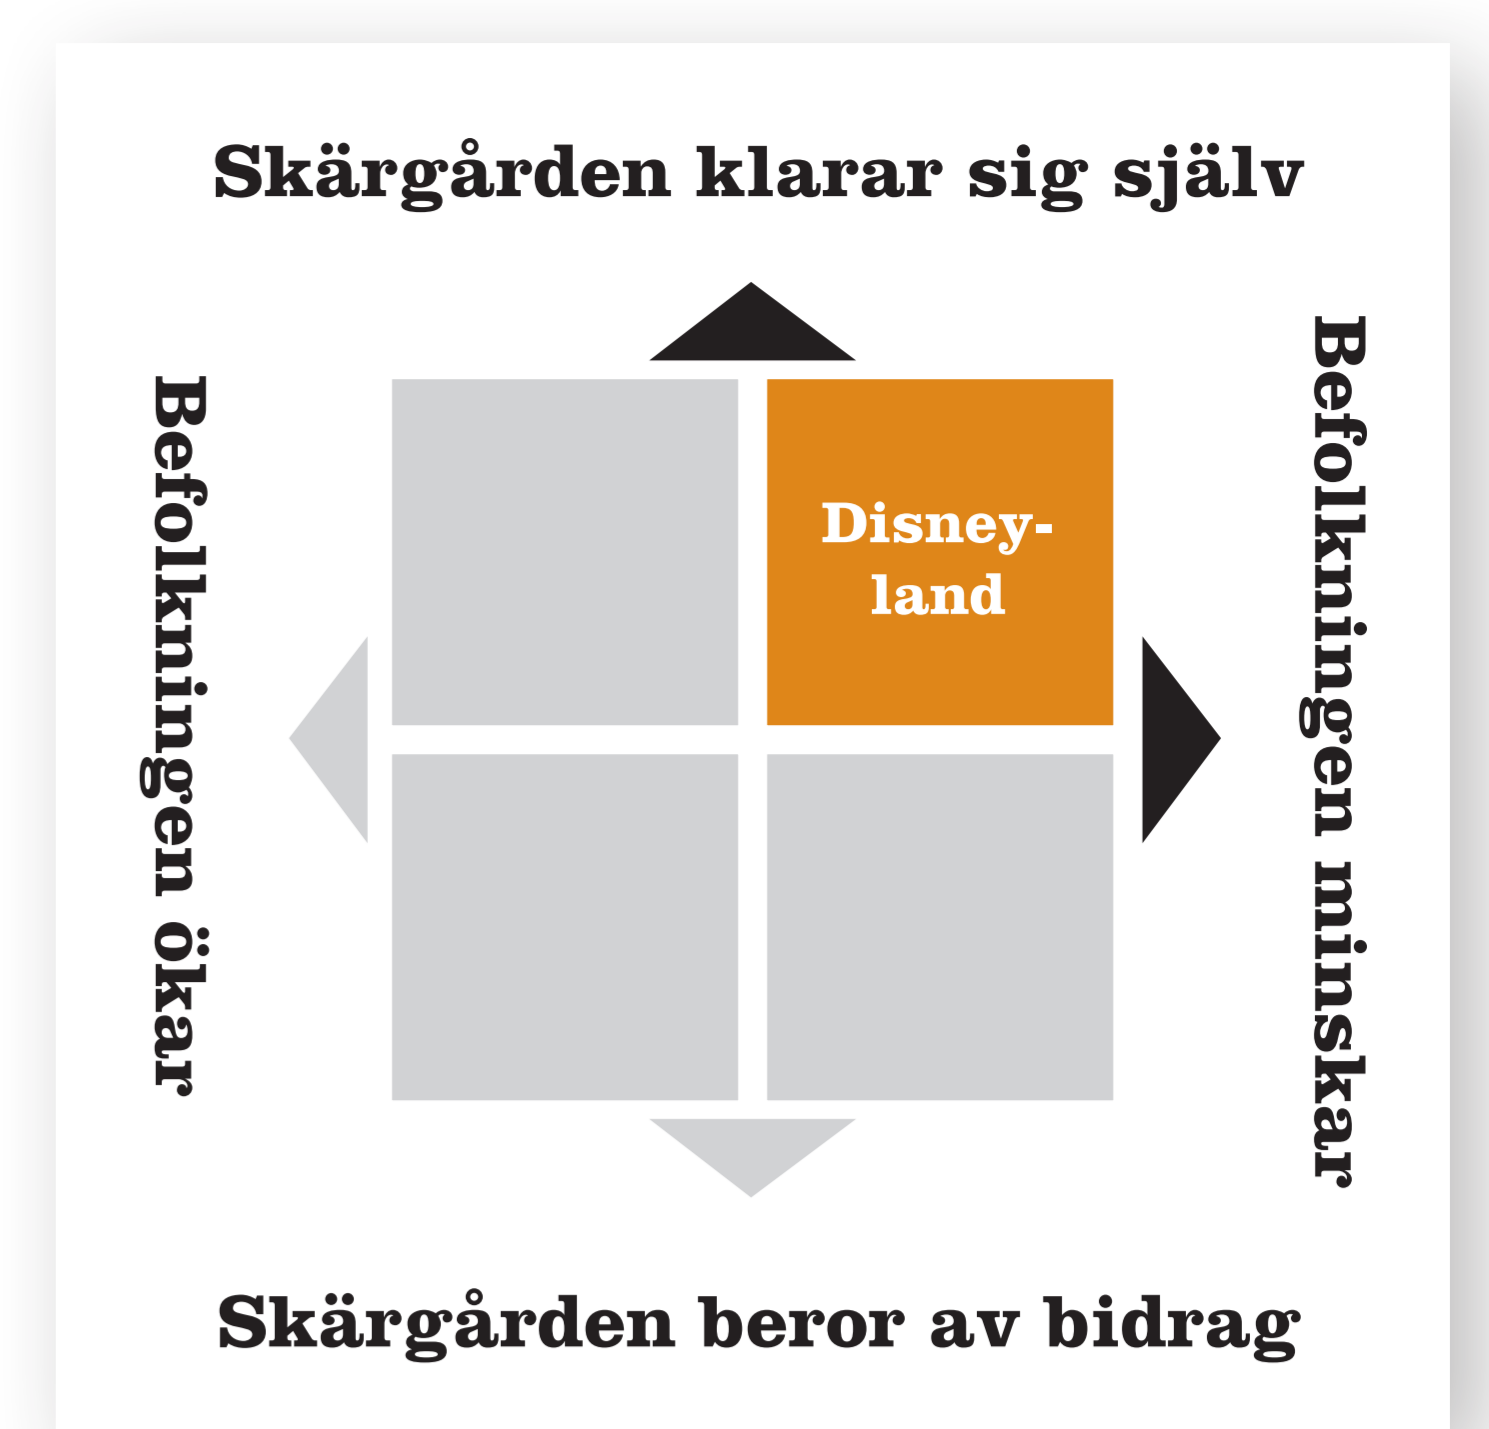 Skärgården klarar sig själv
Befolkningen ökar
Disney-
land
Befolkningen minskar
Skärgården beror av bidrag